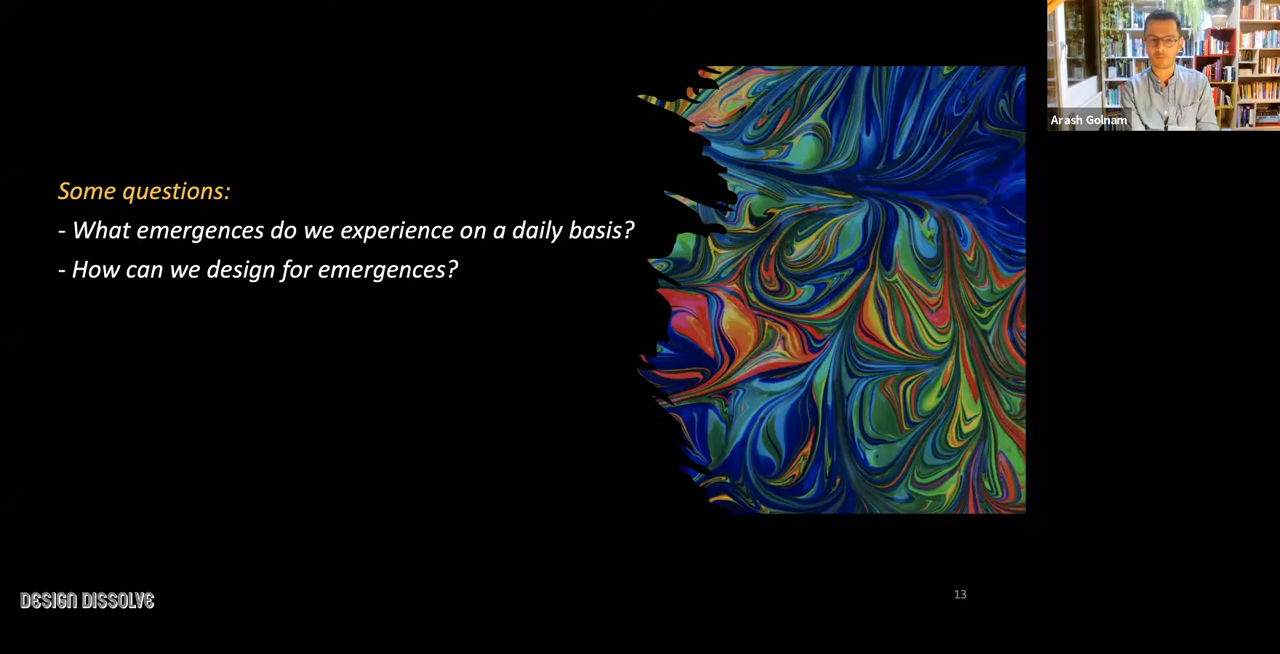 Some questions:
- What emergences do we experience on a daily basis?
- How can we design for emergences?
Arash Golnam
DESIGN DISSOLVE
13